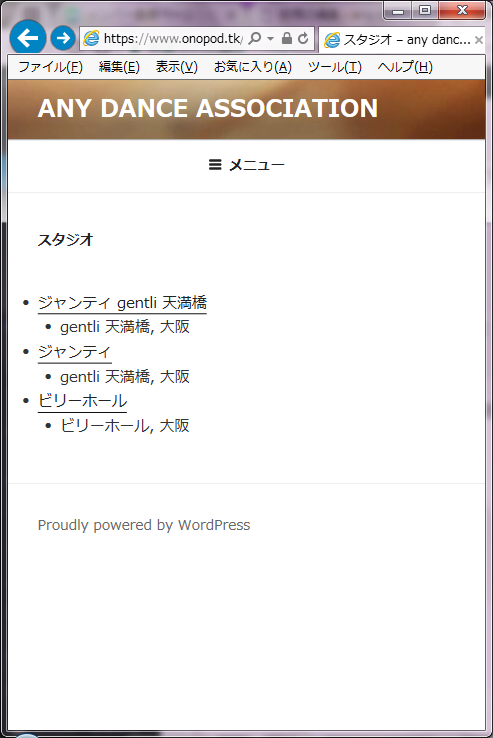 https://www.onopod.tk/
スタジオ – any danc...
ファイル(F) 編集(E) 表示(V) お気に入り(A) ツール(T) ヘルプ(H)
ANY DANCE ASSOCIATION
メニュー
スタジオ
ジャンティ gentli 天満橋
gentli 天満橋, 大阪
ジャンティ
gentli 天満橋, 大阪
ビリーホール
ビリーホール, 大阪
Proudly powered by WordPress